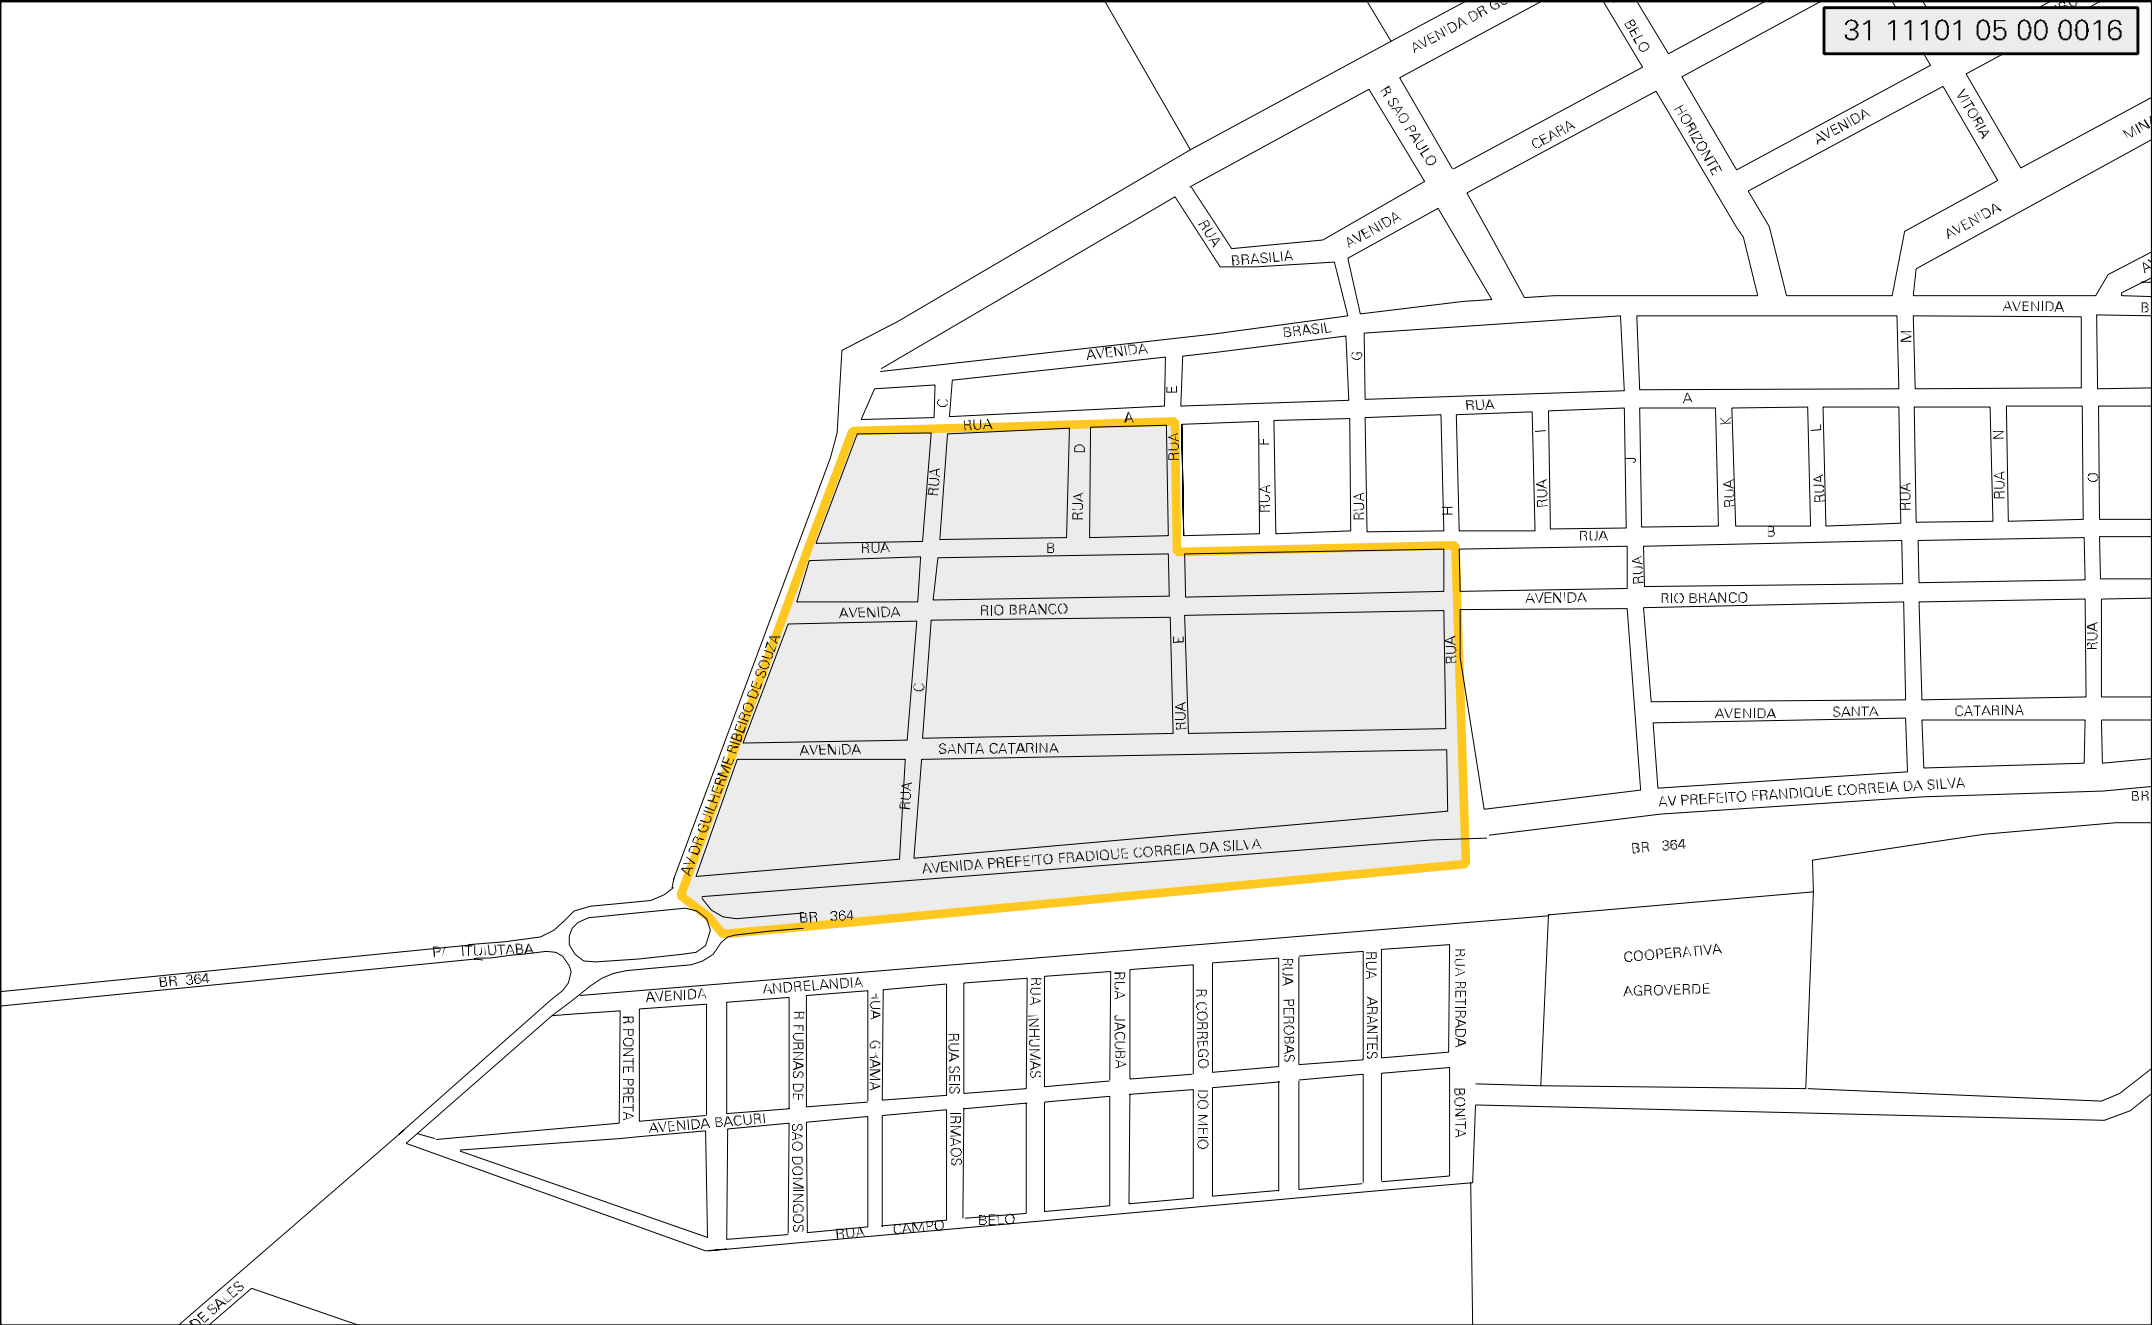 31 11101 05 00 0016
AVENIDA DR
BELO
R SAO PAULO
CEARA
HORIZONTE
AVENIDA
VITORIA
AVENIDA
AVENIDA
RUA
BRASILIA
AVENIDA
BRASIL
AVENIDA
G
M
E
C
RUA
A
RUA
A
RUA
RUA
D
RUA
RUA
F
RUA
RUA
H
I
RUA
J
K
RUA
L
RUA
RUA
N
RUA
O
RUA
B
RUA
B
RUA
AVENIDA
RIO BRANCO
AVENIDA
RIO BRANCO
E
RUA
RUA
RUA
C
AV DR GUILHERME RIBEIRO DE SOUZA
AVENIDA
SANTA CATARINA
AVENIDA
SANTA
CATARINA
RUA
AV PREFEITO FRANDIQUE CORREIA DA SILVA
BR
AVENIDA PREFEITO FRADIQUE CORREIA DA SILVA
BR 364
BR 364
P/ ITUIUTABA
BR 364
COOPERATIVA
AGROVERDE
AVENIDA
ANDRELANDIA
R PONTE PRETA
R FURNAS DE
SAO DOMINGOS
RUA SEIS
IRMAOS
RUA INHUMAS
RUA JACUBA
R CORREGO
DO MEIO
RUA PEROBAS
RUA ARANTES
RUA RETIRADA
BONITA
AVENIDA BACURI
RUA
CAMPO
BELO
DE SALES